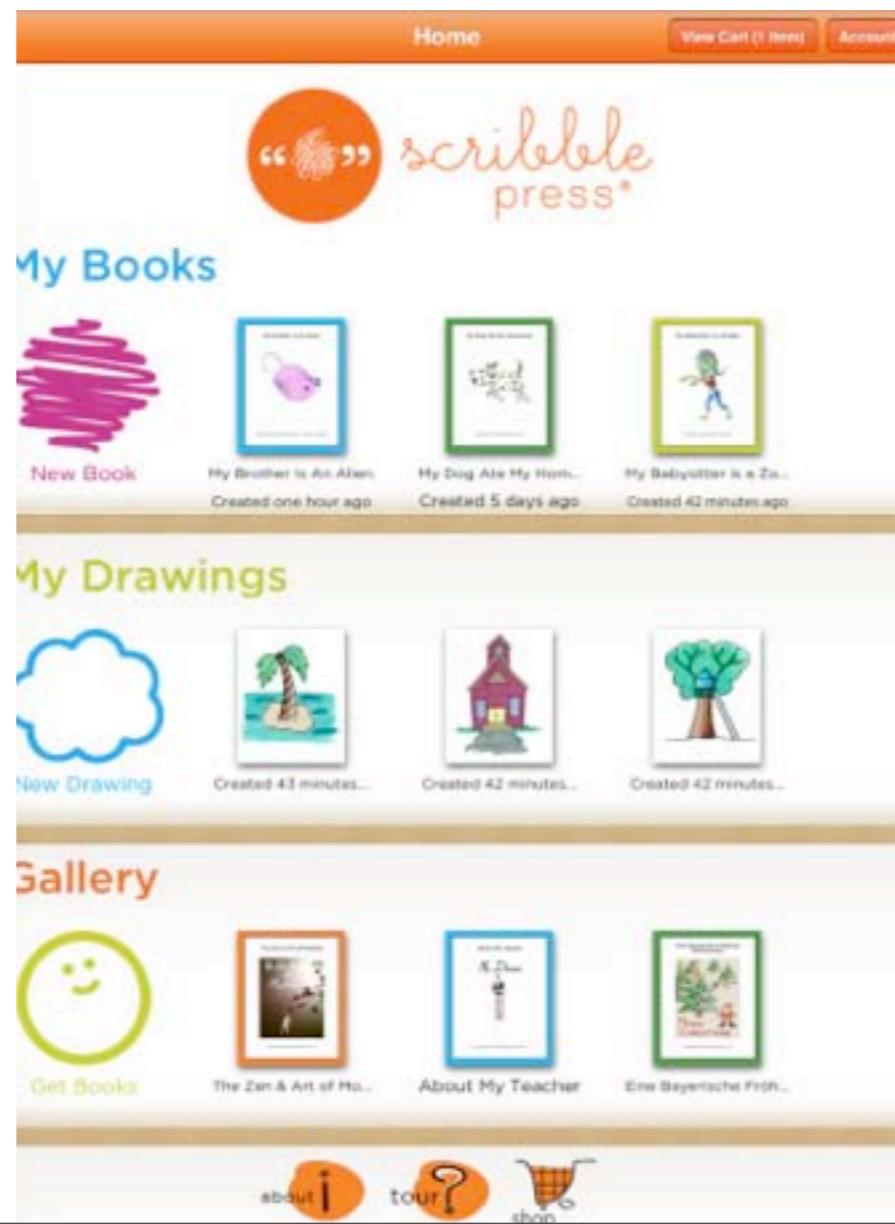 Home
View Cart (1 Item)
Account
“ ”
scribble
press®
My Books
New Book
My Brother Is An Alien
Created one hour ago
My Dog Ate My Hom...
Created 5 days ago
My Babysitter is a Zo...
Created 42 minutes ago
My Drawings
New Drawing
Created 43 minutes...
Created 42 minutes...
Created 42 minutes...
Gallery
Get Books
The Zen & Art of Mo...
About My Teacher
Eine Bayerische Fröh...
about i
tour ?
shop